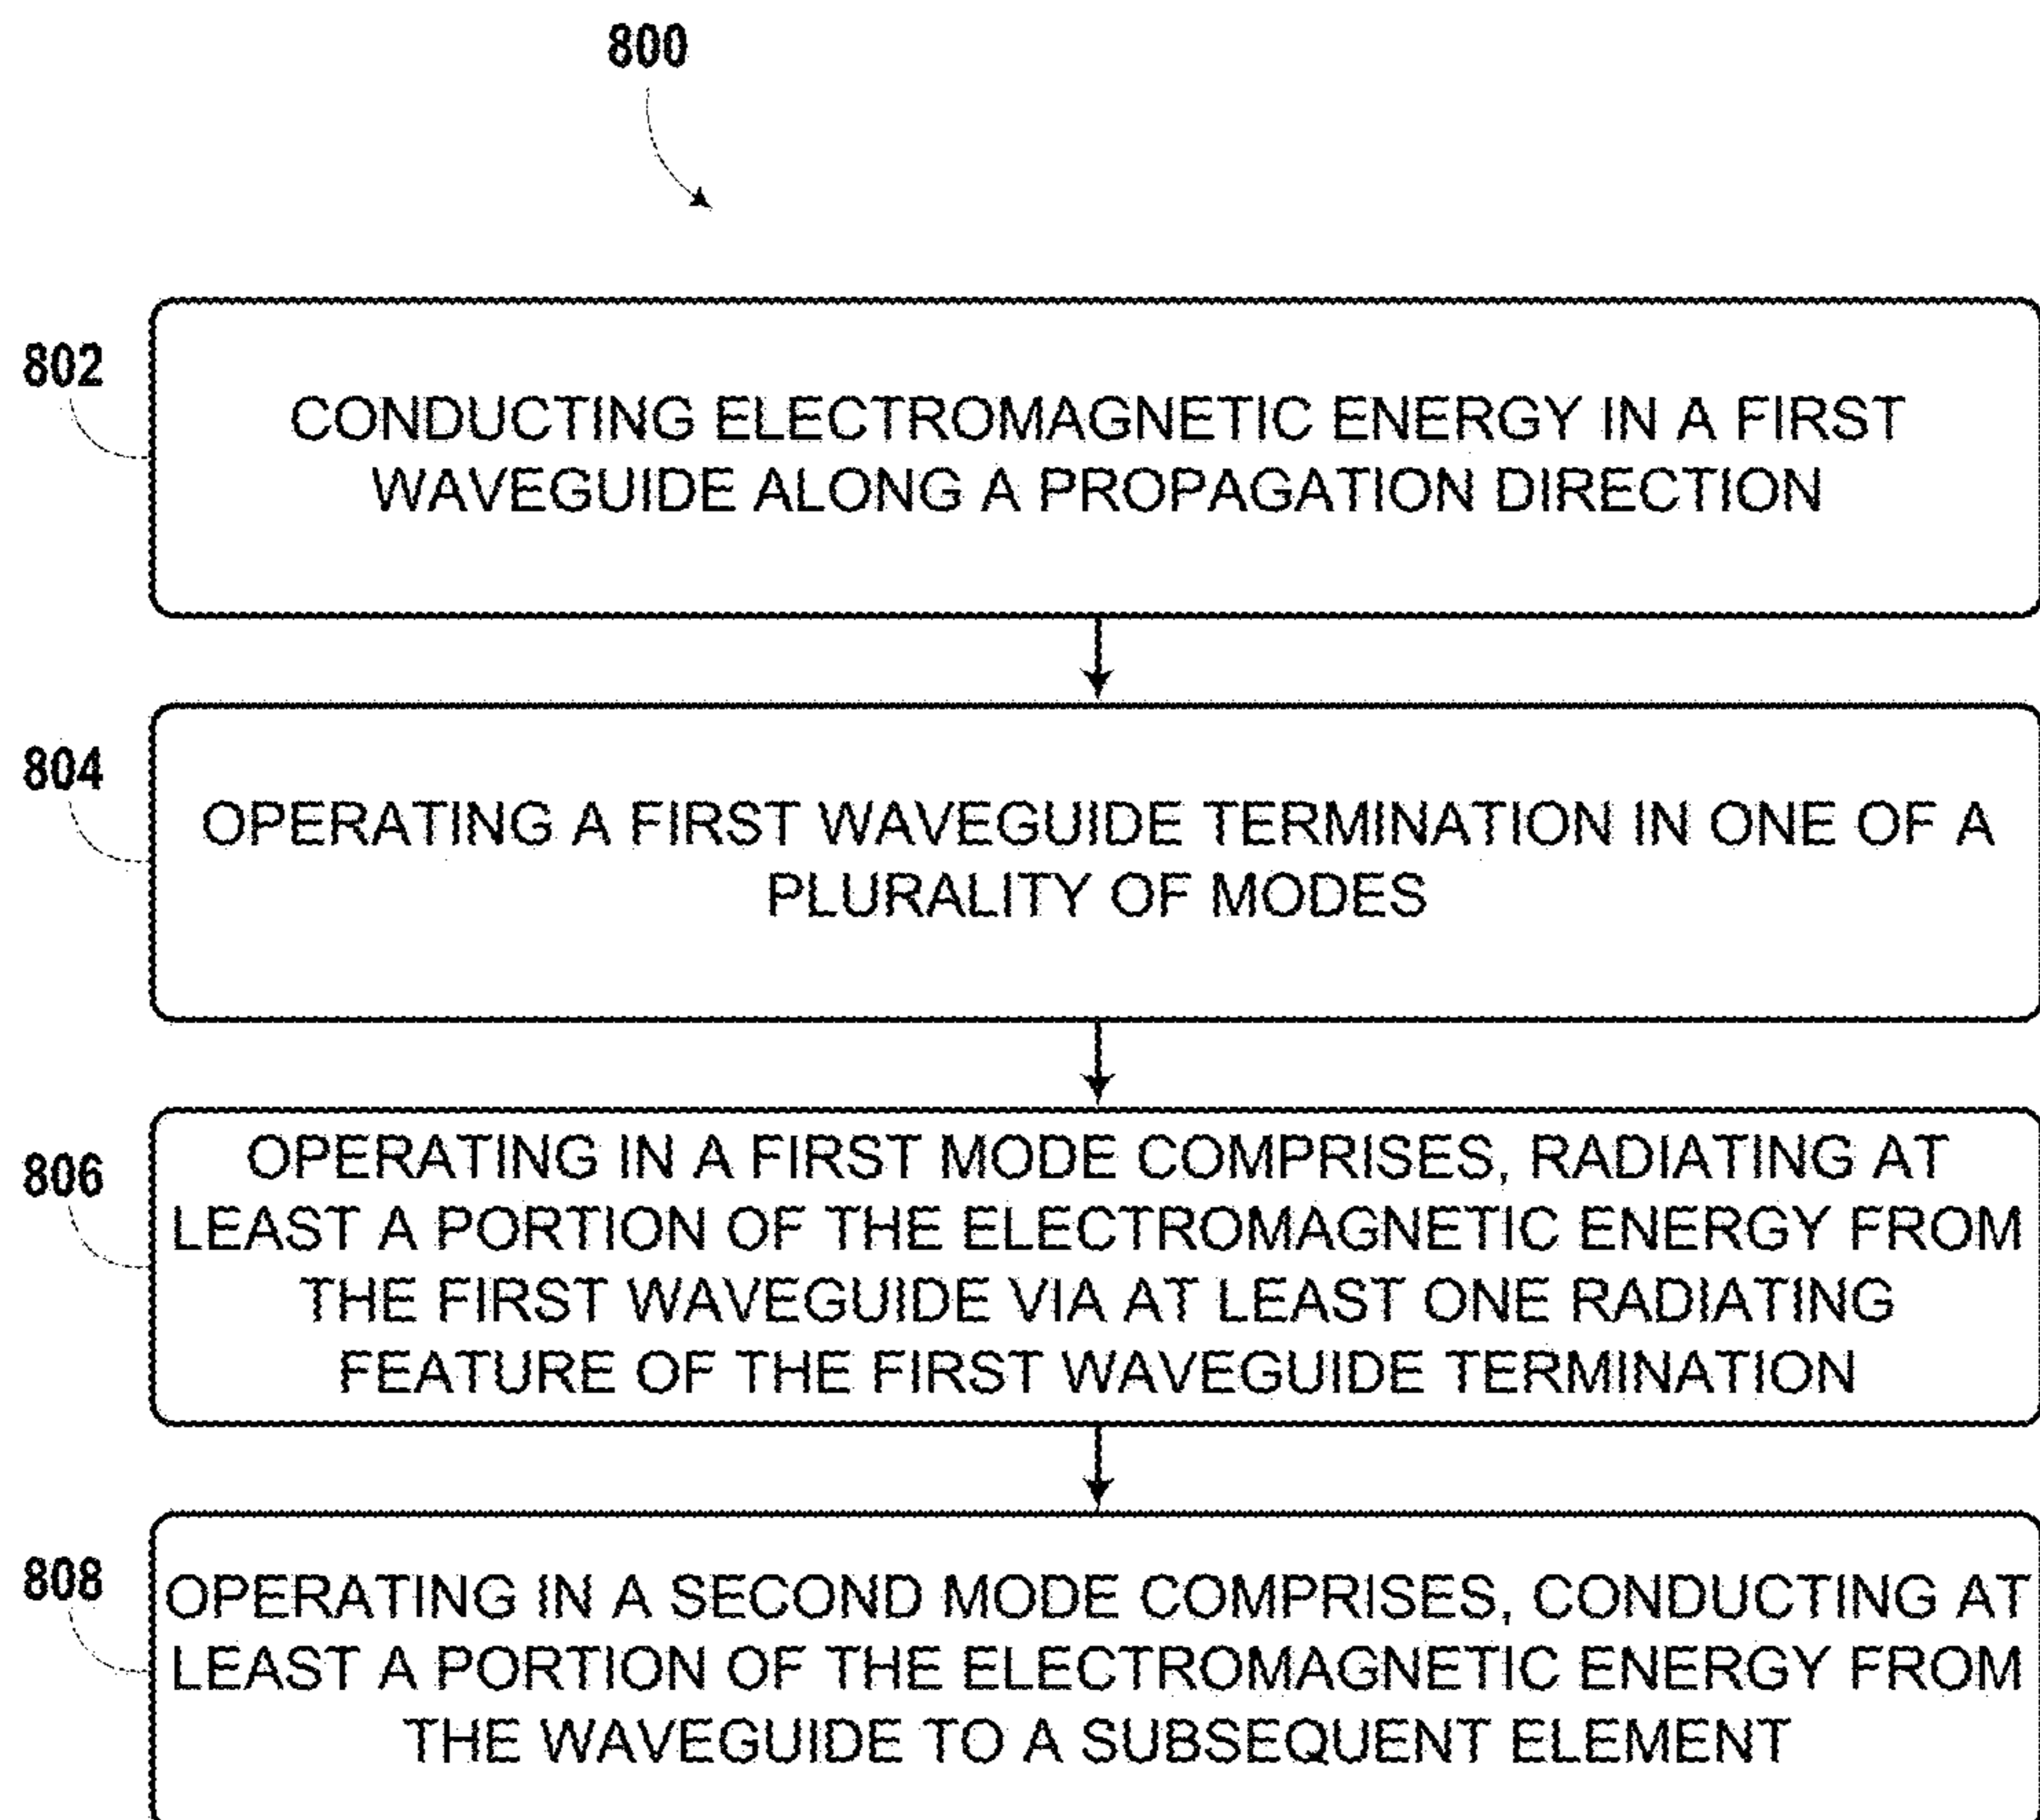 800
802
CONDUCTING ELECTROMAGNETIC ENERGY IN A FIRST
WAVEGUIDE ALONG A PROPAGATION DIRECTION
804
OPERATING A FIRST WAVEGUIDE TERMINATION IN ONE OF A
PLURALITY OF MODES
806
OPERATING IN A FIRST MODE COMPRISES, RADIATING AT
LEAST A PORTION OF THE ELECTROMAGNETIC ENERGY FROM
THE FIRST WAVEGUIDE VIA AT LEAST ONE RADIATING
FEATURE OF THE FIRST WAVEGUIDE TERMINATION
808
OPERATING IN A SECOND MODE COMPRISES, CONDUCTING AT
LEAST A PORTION OF THE ELECTROMAGNETIC ENERGY FROM
THE WAVEGUIDE TO A SUBSEQUENT ELEMENT